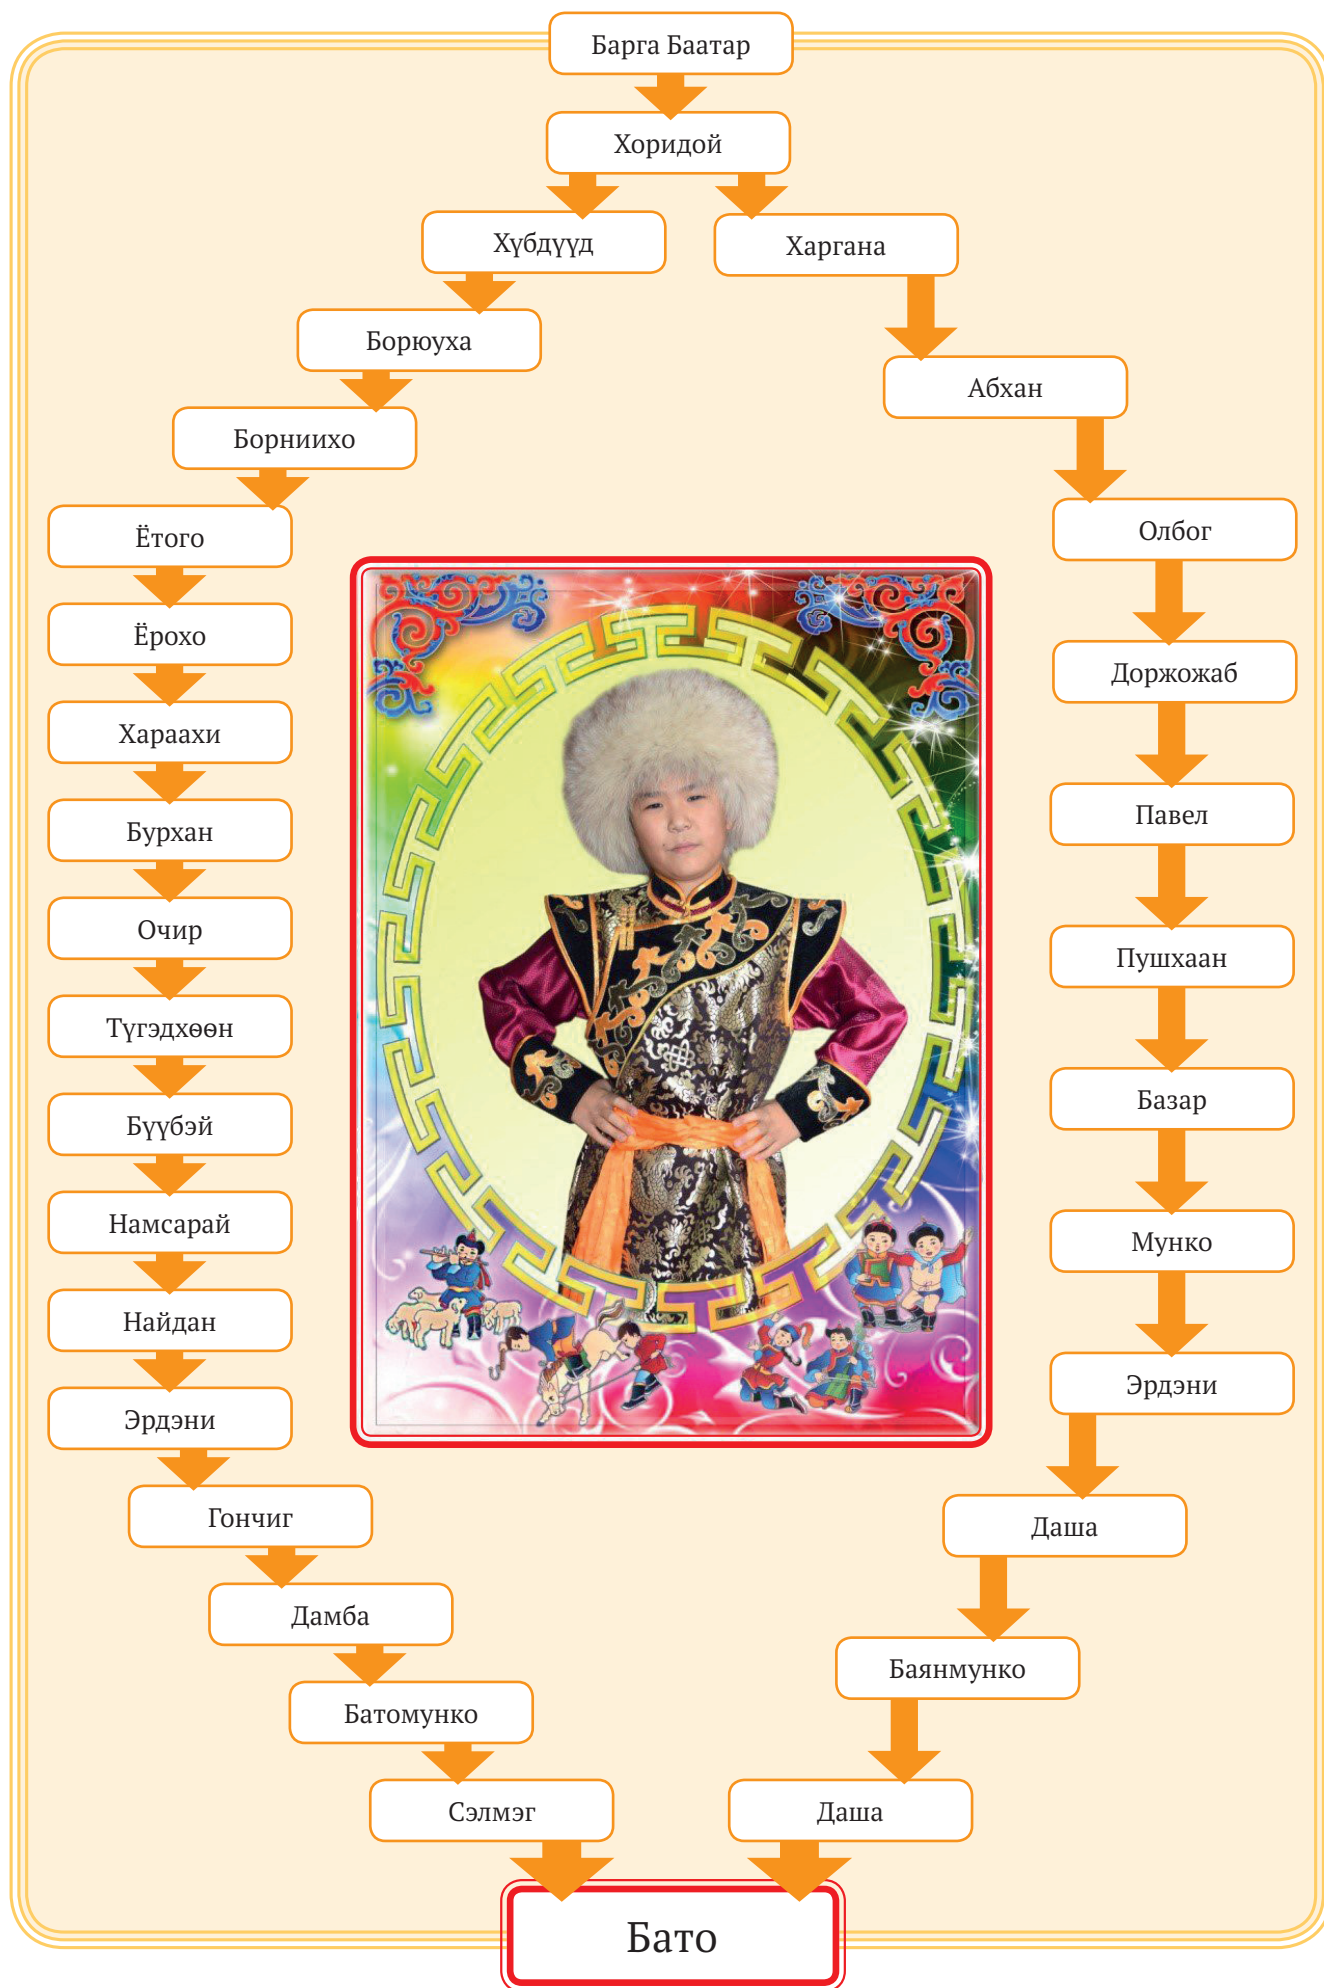 Барга Баатар
Хоридой
Хүбдүүд
Харгана
Борюуха
Абхан
Борниихо
Ётого
Олбог
Ёрохо
Доржожаб
Хараахи
Бурхан
Павел
Очир
Пушхаан
Түгэдхөөн
Бүүбэй
Базар
Намсарай
Мунко
Найдан
Эрдэни
Эрдэни
Гончиг
Даша
Дамба
Баянмунко
Батомунко
Сэлмэг
Даша
Бато